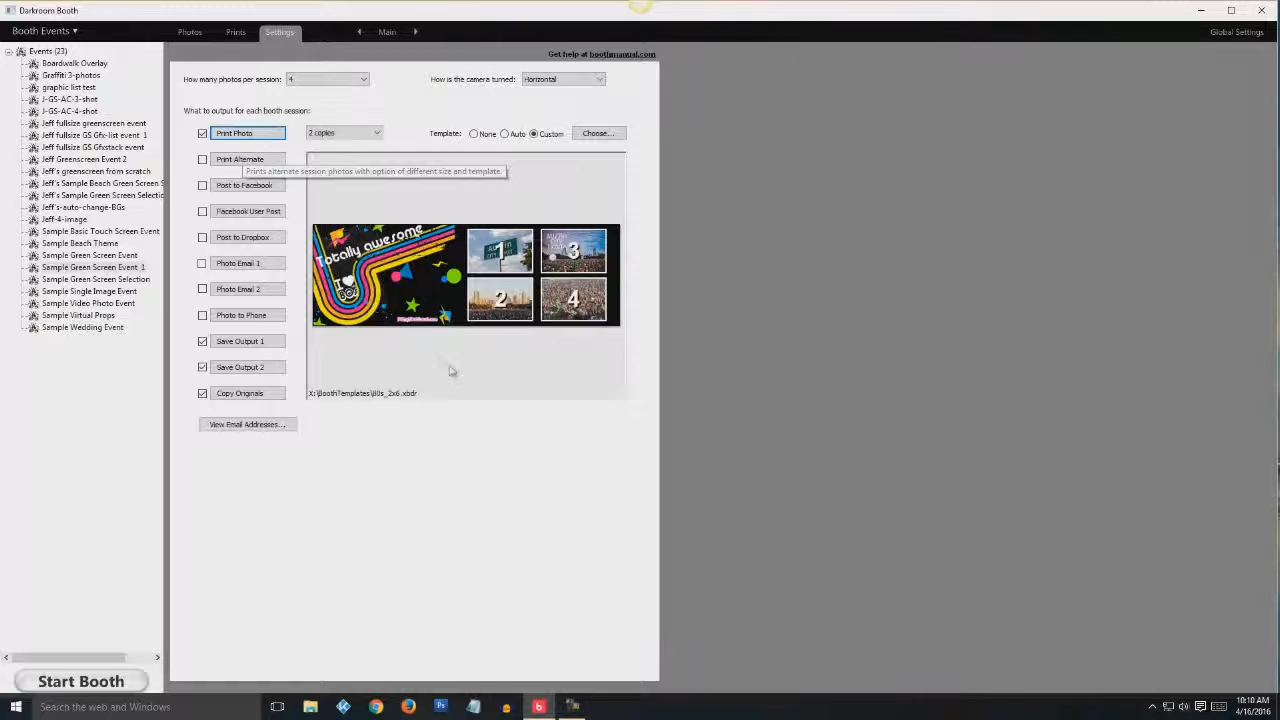 Darkroom Booth
Booth Events
Photos
Prints
Settings
Main
Global Settings
Events (23)
Boardwalk Overlay
Graffiti 3-photos
graphic list test
J-GS-AC-3-shot
J-GS-AC-4-shot
Jeff fullsize greenscreen event
Jeff fullsize GS Gfx-list event 1
Jeff fullsize GS Gfxstack event
Jeff Greenscreen Event 2
Jeff's greenscreen from scratch
Jeff's Sample Beach Green Screen S
Jeff's Sample Green Screen Selectio
Jeff's-auto-change-BGs
Jeff-4-image
Sample Basic Touch Screen Event
Sample Beach Theme
Sample Green Screen Event
Sample Green Screen Event 1
Sample Green Screen Selection
Sample Single Image Event
Sample Video Photo Event
Sample Virtual Props
Sample Wedding Event
Start Booth
Get help at boothmanual.com
How many photos per session: 4
How is the camera turned: Horizontal
What to output for each booth session:
Print Photo
2 copies
Template: None Auto Custom Choose...
Print Alternate
Prints alternate session photos with option of different size and template.
Post to Facebook
Facebook User Post
Post to Dropbox
Photo Email 1
Photo Email 2
Photo to Phone
Save Output 1
Save Output 2
Copy Originals
View Email Addresses...
Totally awesome
I 80s
1
3
2
4
X:\BoothTemplates\80s_2x6.xbdr
Search the web and Windows
10:10 AM
4/16/2016